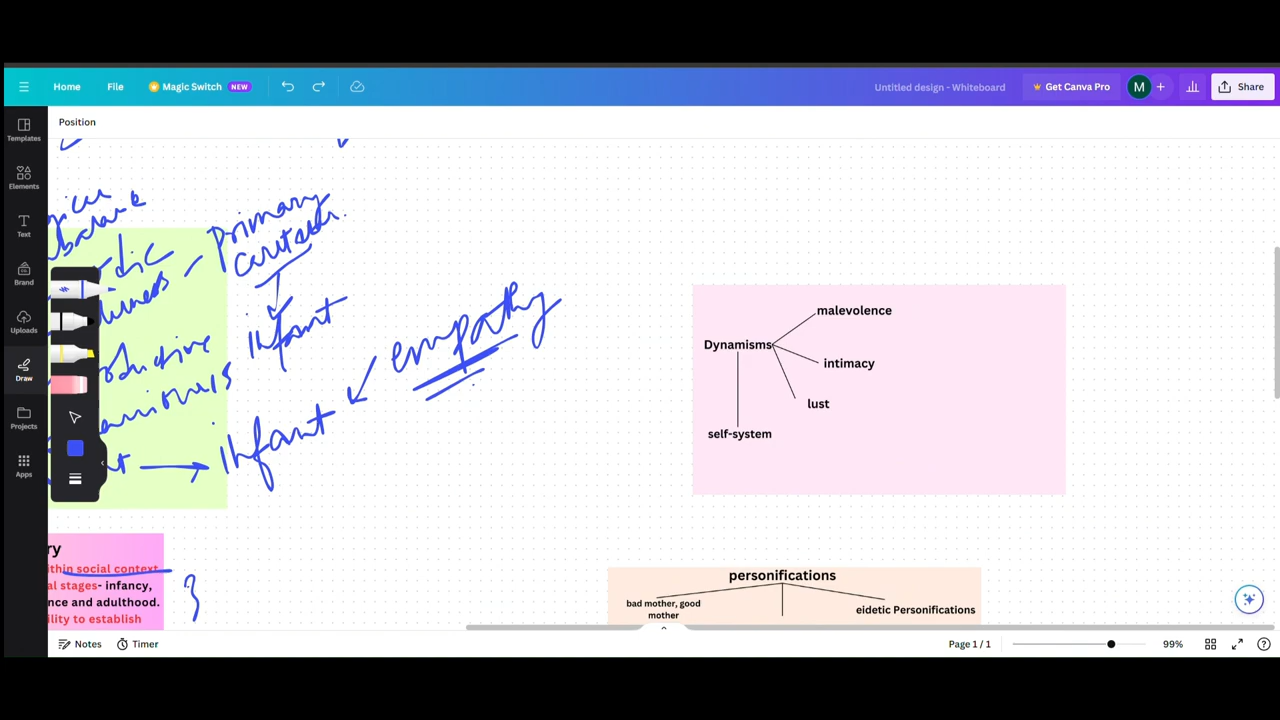 Home File Magic Switch NEW Untitled design - Whiteboard Get Canva Pro M + Share
Position
Templates
Elements
Text
Brand
Uploads
Draw
Projects
Apps
primary
Infant
empathy
Infant
malevolence
Dynamisms
intimacy
lust
self-system
ry
ithin social context
al stages- infancy,
nce and adulthood.
ility to establish
personifications
bad mother, good
mother
eidetic Personifications
Notes Timer Page 1 / 1 99%